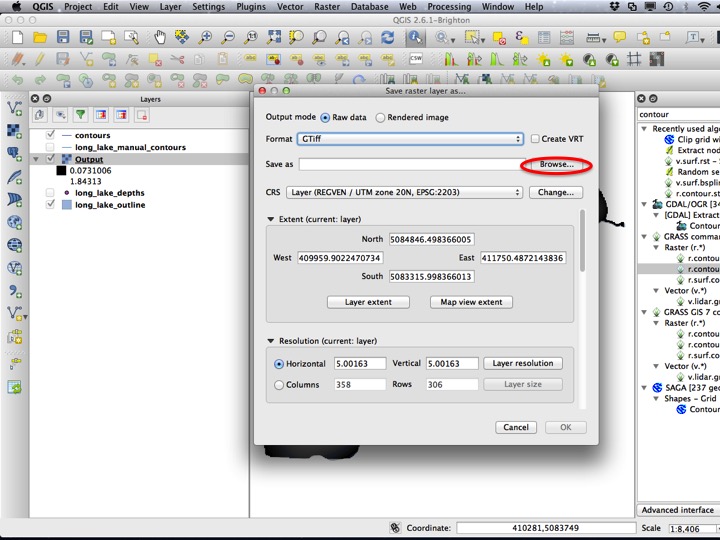 QGIS Project Edit View Layer Settings Plugins Vector Raster Database Web Processing Window Help
QGIS 2.6.1-Brighton
CSW
Layers
contours
long_lake_manual_contours
Output
0.0731006
1.84313
long_lake_depths
long_lake_outline
Save raster layer as...
Output mode Raw data Rendered image
Format GTiff Create VRT
Save as Browse...
CRS Layer (REGVEN / UTM zone 20N, EPSG:2203) Change...
Extent (current: layer)
North 5084846.498366005
West 409959.9022470734 East 411750.4872143836
South 5083315.998366013
Layer extent Map view extent
Resolution (current: layer)
Horizontal 5.00163 Vertical 5.00163 Layer resolution
Columns 358 Rows 306 Layer size
Cancel OK
contour
Recently used algo
Clip grid wi
Extract nod
v.surf.rst -
Random se
v.surf.bsplin
r.contour.st
GDAL/OGR [34
[GDAL] Extract
Contou
GRASS comman
Raster (r.*)
r.contou
r.contou
r.surf.co
Vector (v.*)
v.lidar.g
GRASS GIS 7 co
Raster (r.*)
r.contou
r.contou
r.surf.co
Vector (v.*)
v.lidar.g
SAGA [237 geo
Shapes - Grid
Contou
Advanced interface
Coordinate: 410281,5083749 Scale 1:8,406